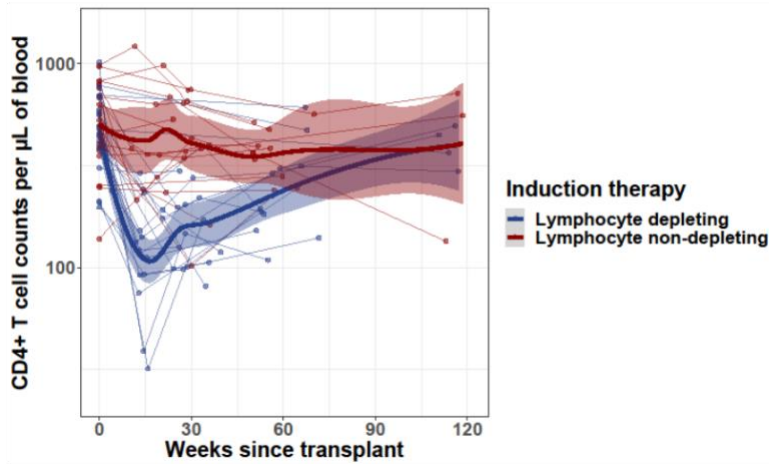 CD4+ T cell counts per µL of blood
1000
100
0 30 60 90 120
Weeks since transplant
Induction therapy
Lymphocyte depleting
Lymphocyte non-depleting